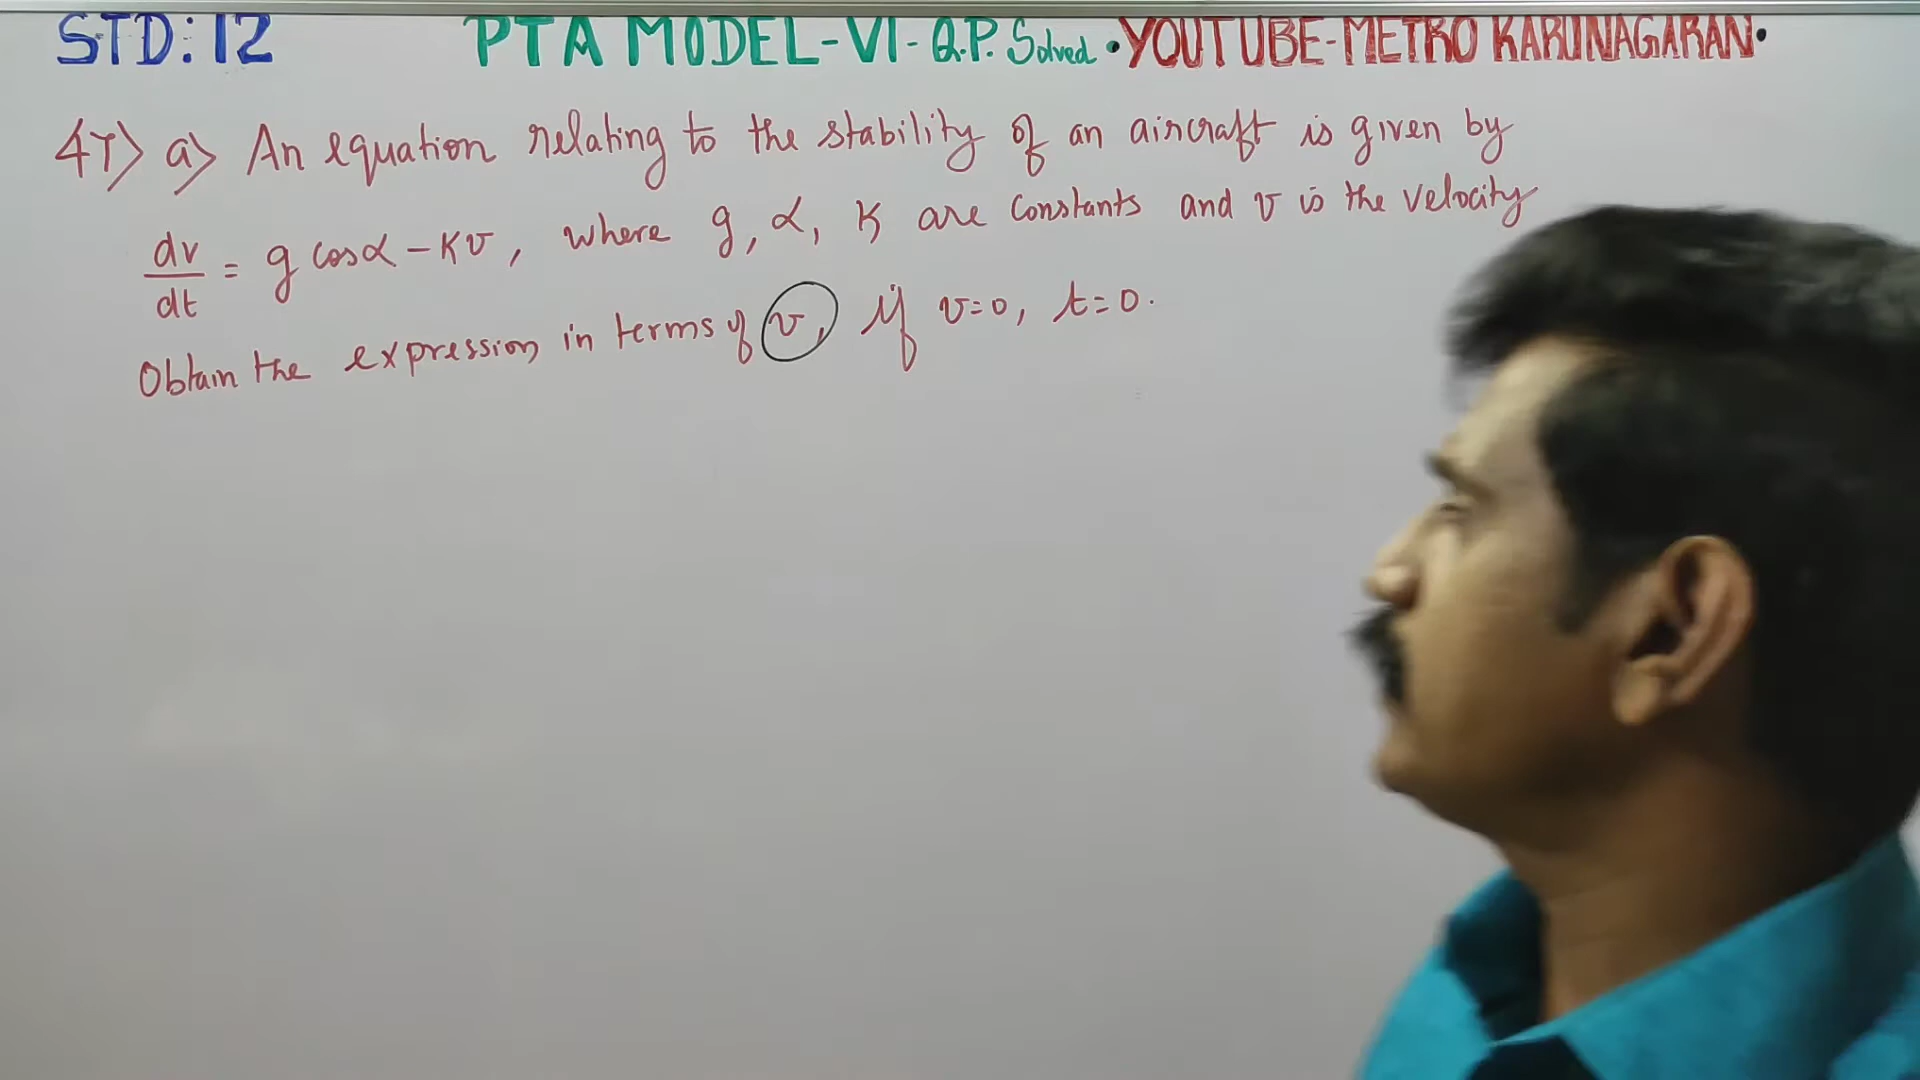 STD: 12 PTA MODEL-VI-Q.P. Solved • YOUTUBE-METRO KARUNAGARAN •
47> a> An equation relating to the stability of an aircraft is given by
dv/dt = g cosα - Kv, where g, α, K are constants and v is the velocity
Obtain the expression in terms of v, if v=0, t=0.